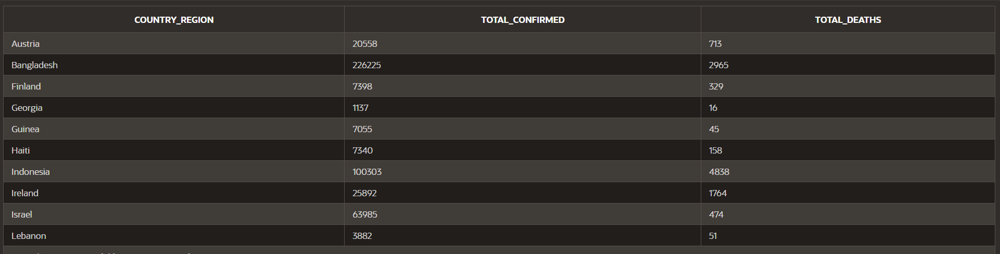 COUNTRY_REGION TOTAL_CONFIRMED TOTAL_DEATHS
Austria 20558 713
Bangladesh 226225 2965
Finland 7398 329
Georgia 1137 16
Guinea 7055 45
Haiti 7340 158
Indonesia 100303 4838
Ireland 25892 1764
Israel 63985 474
Lebanon 3882 51